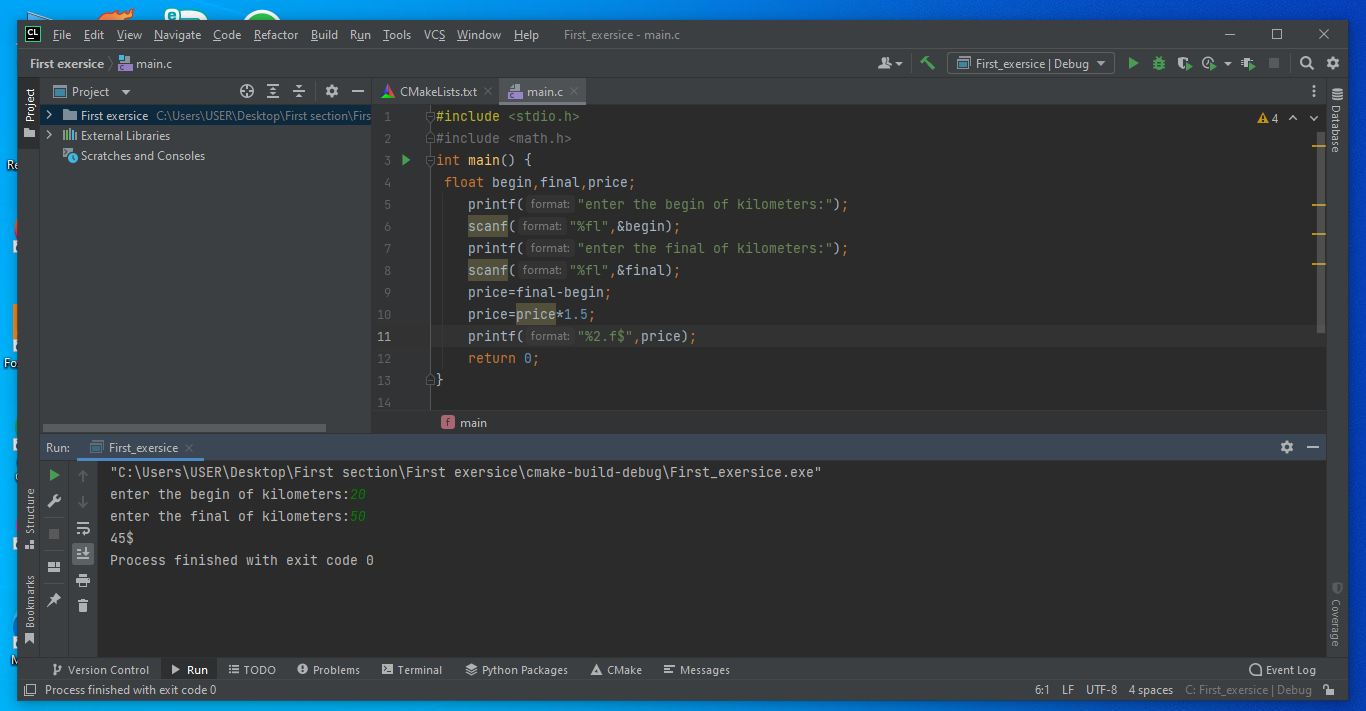 CL File Edit View Navigate Code Refactor Build Run Tools VCS Window Help First_exersice - main.c
First exersice main.c First_exersice | Debug
Project
CMakeLists.txt main.c
Project
First exersice C:\Users\USER\Desktop\First section\Firs
External Libraries
Scratches and Consoles
1 #include <stdio.h>
2 #include <math.h>
3 int main() {
4 float begin,final,price;
5 printf( format: "enter the begin of kilometers:");
6 scanf( format: "%fl",&begin);
7 printf( format: "enter the final of kilometers:");
8 scanf( format: "%fl",&final);
9 price=final-begin;
10 price=price*1.5;
11 printf( format: "%2.f$",price);
12 return 0;
13 }
14
4
Database
f main
Run: First_exersice
"C:\Users\USER\Desktop\First section\First exersice\cmake-build-debug\First_exersice.exe"
enter the begin of kilometers:20
enter the final of kilometers:50
45$
Process finished with exit code 0
Structure
Bookmarks
Coverage
Version Control Run TODO Problems Terminal Python Packages CMake Messages Event Log
Process finished with exit code 0 6:1 LF UTF-8 4 spaces C: First_exersice | Debug
Re
Fo
M